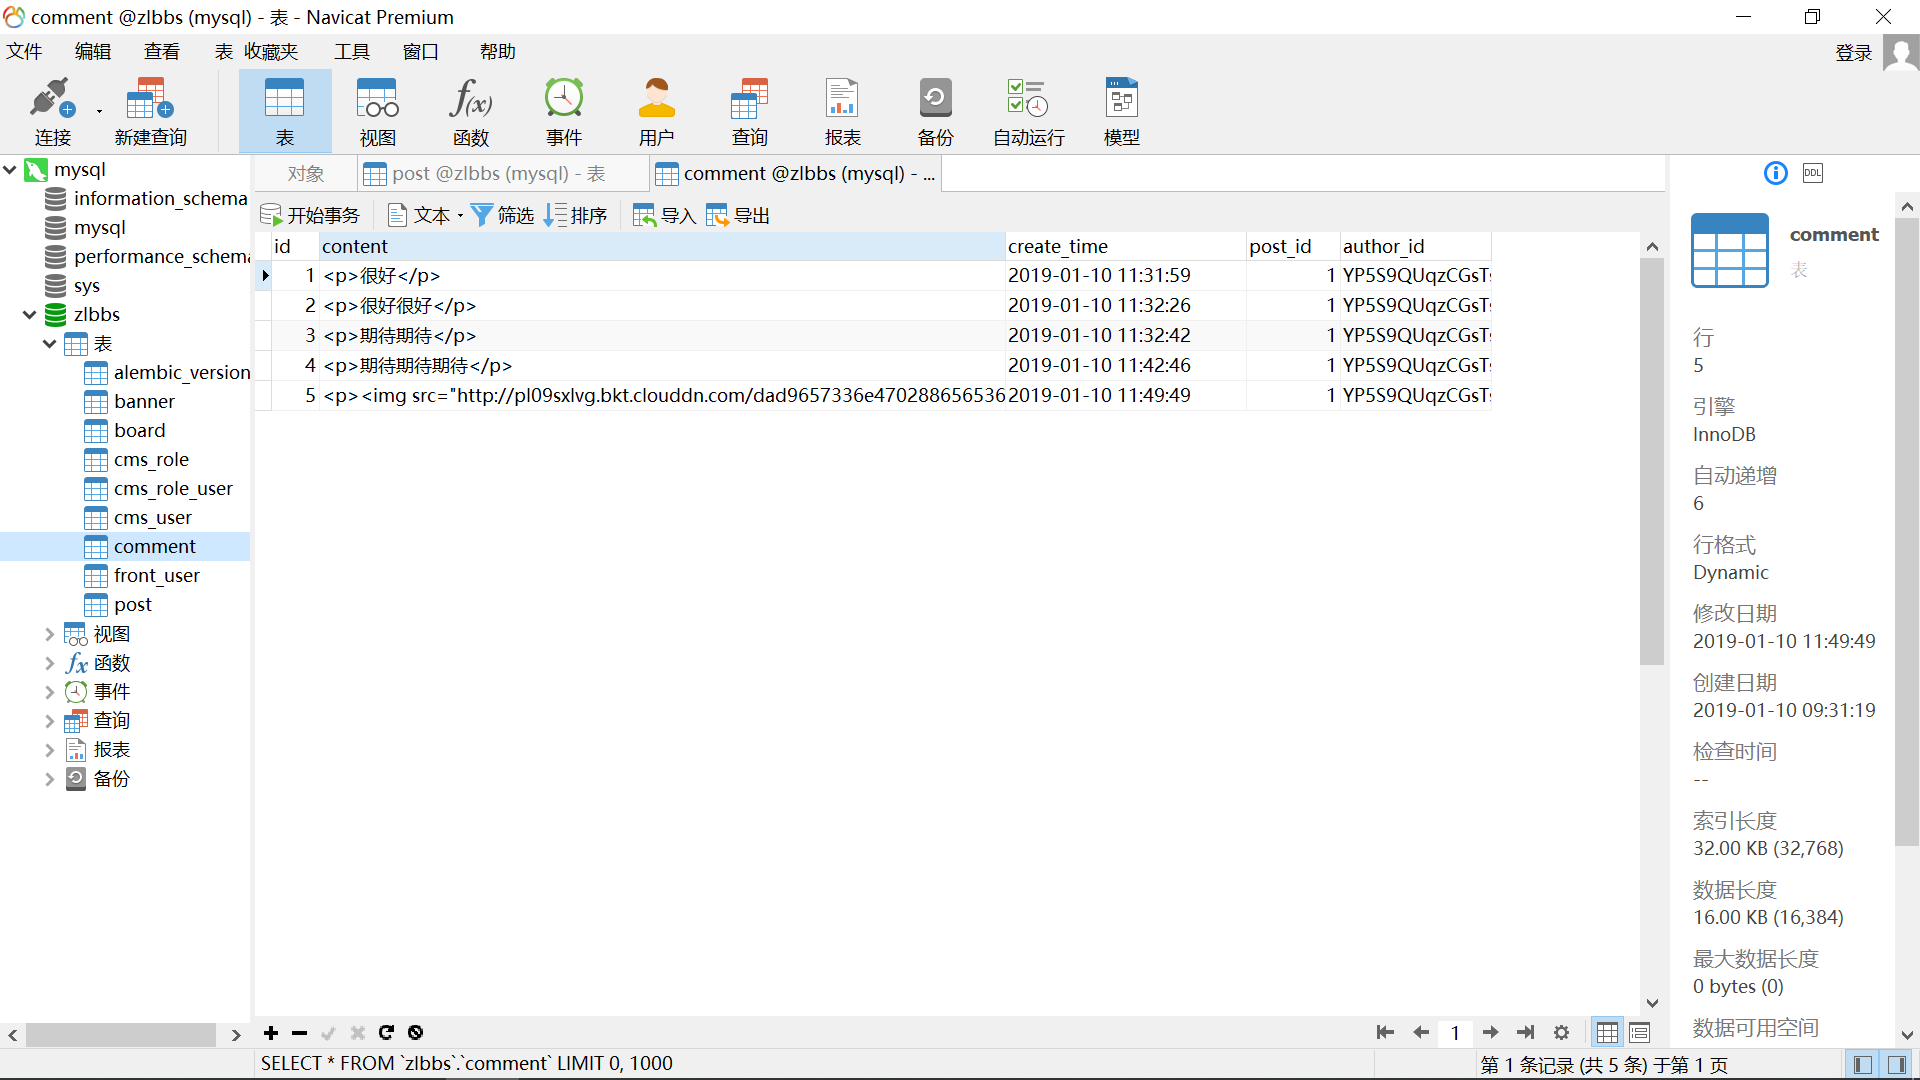 comment @zlbbs (mysql) - 表 - Navicat Premium
文件 编辑 查看 表 收藏夹 工具 窗口 帮助 登录
连接 新建查询 表 视图 函数 事件 用户 查询 报表 备份 自动运行 模型
mysql
information_schema
mysql
performance_schema
sys
zlbbs
表
alembic_version
banner
board
cms_role
cms_role_user
cms_user
comment
front_user
post
视图
函数
事件
查询
报表
备份
对象 post @zlbbs (mysql) - 表 comment @zlbbs (mysql) - ...
开始事务 文本 筛选 排序 导入 导出
id content create_time post_id author_id
1 <p>很好</p> 2019-01-10 11:31:59 1 YP5S9QUqzCGsT
2 <p>很好很好</p> 2019-01-10 11:32:26 1 YP5S9QUqzCGsT
3 <p>期待期待</p> 2019-01-10 11:32:42 1 YP5S9QUqzCGsT
4 <p>期待期待期待</p> 2019-01-10 11:42:46 1 YP5S9QUqzCGsT
5 <p><img src="http://pl09sxlvg.bkt.clouddn.com/dad9657336e470288656536 2019-01-10 11:49:49 1 YP5S9QUqzCGsT
DDL
comment
表
行
5
引擎
InnoDB
自动递增
6
行格式
Dynamic
修改日期
2019-01-10 11:49:49
创建日期
2019-01-10 09:31:19
检查时间
--
索引长度
32.00 KB (32,768)
数据长度
16.00 KB (16,384)
最大数据长度
0 bytes (0)
数据可用空间
1
SELECT * FROM `zlbbs`.`comment` LIMIT 0, 1000
第 1 条记录 (共 5 条) 于第 1 页